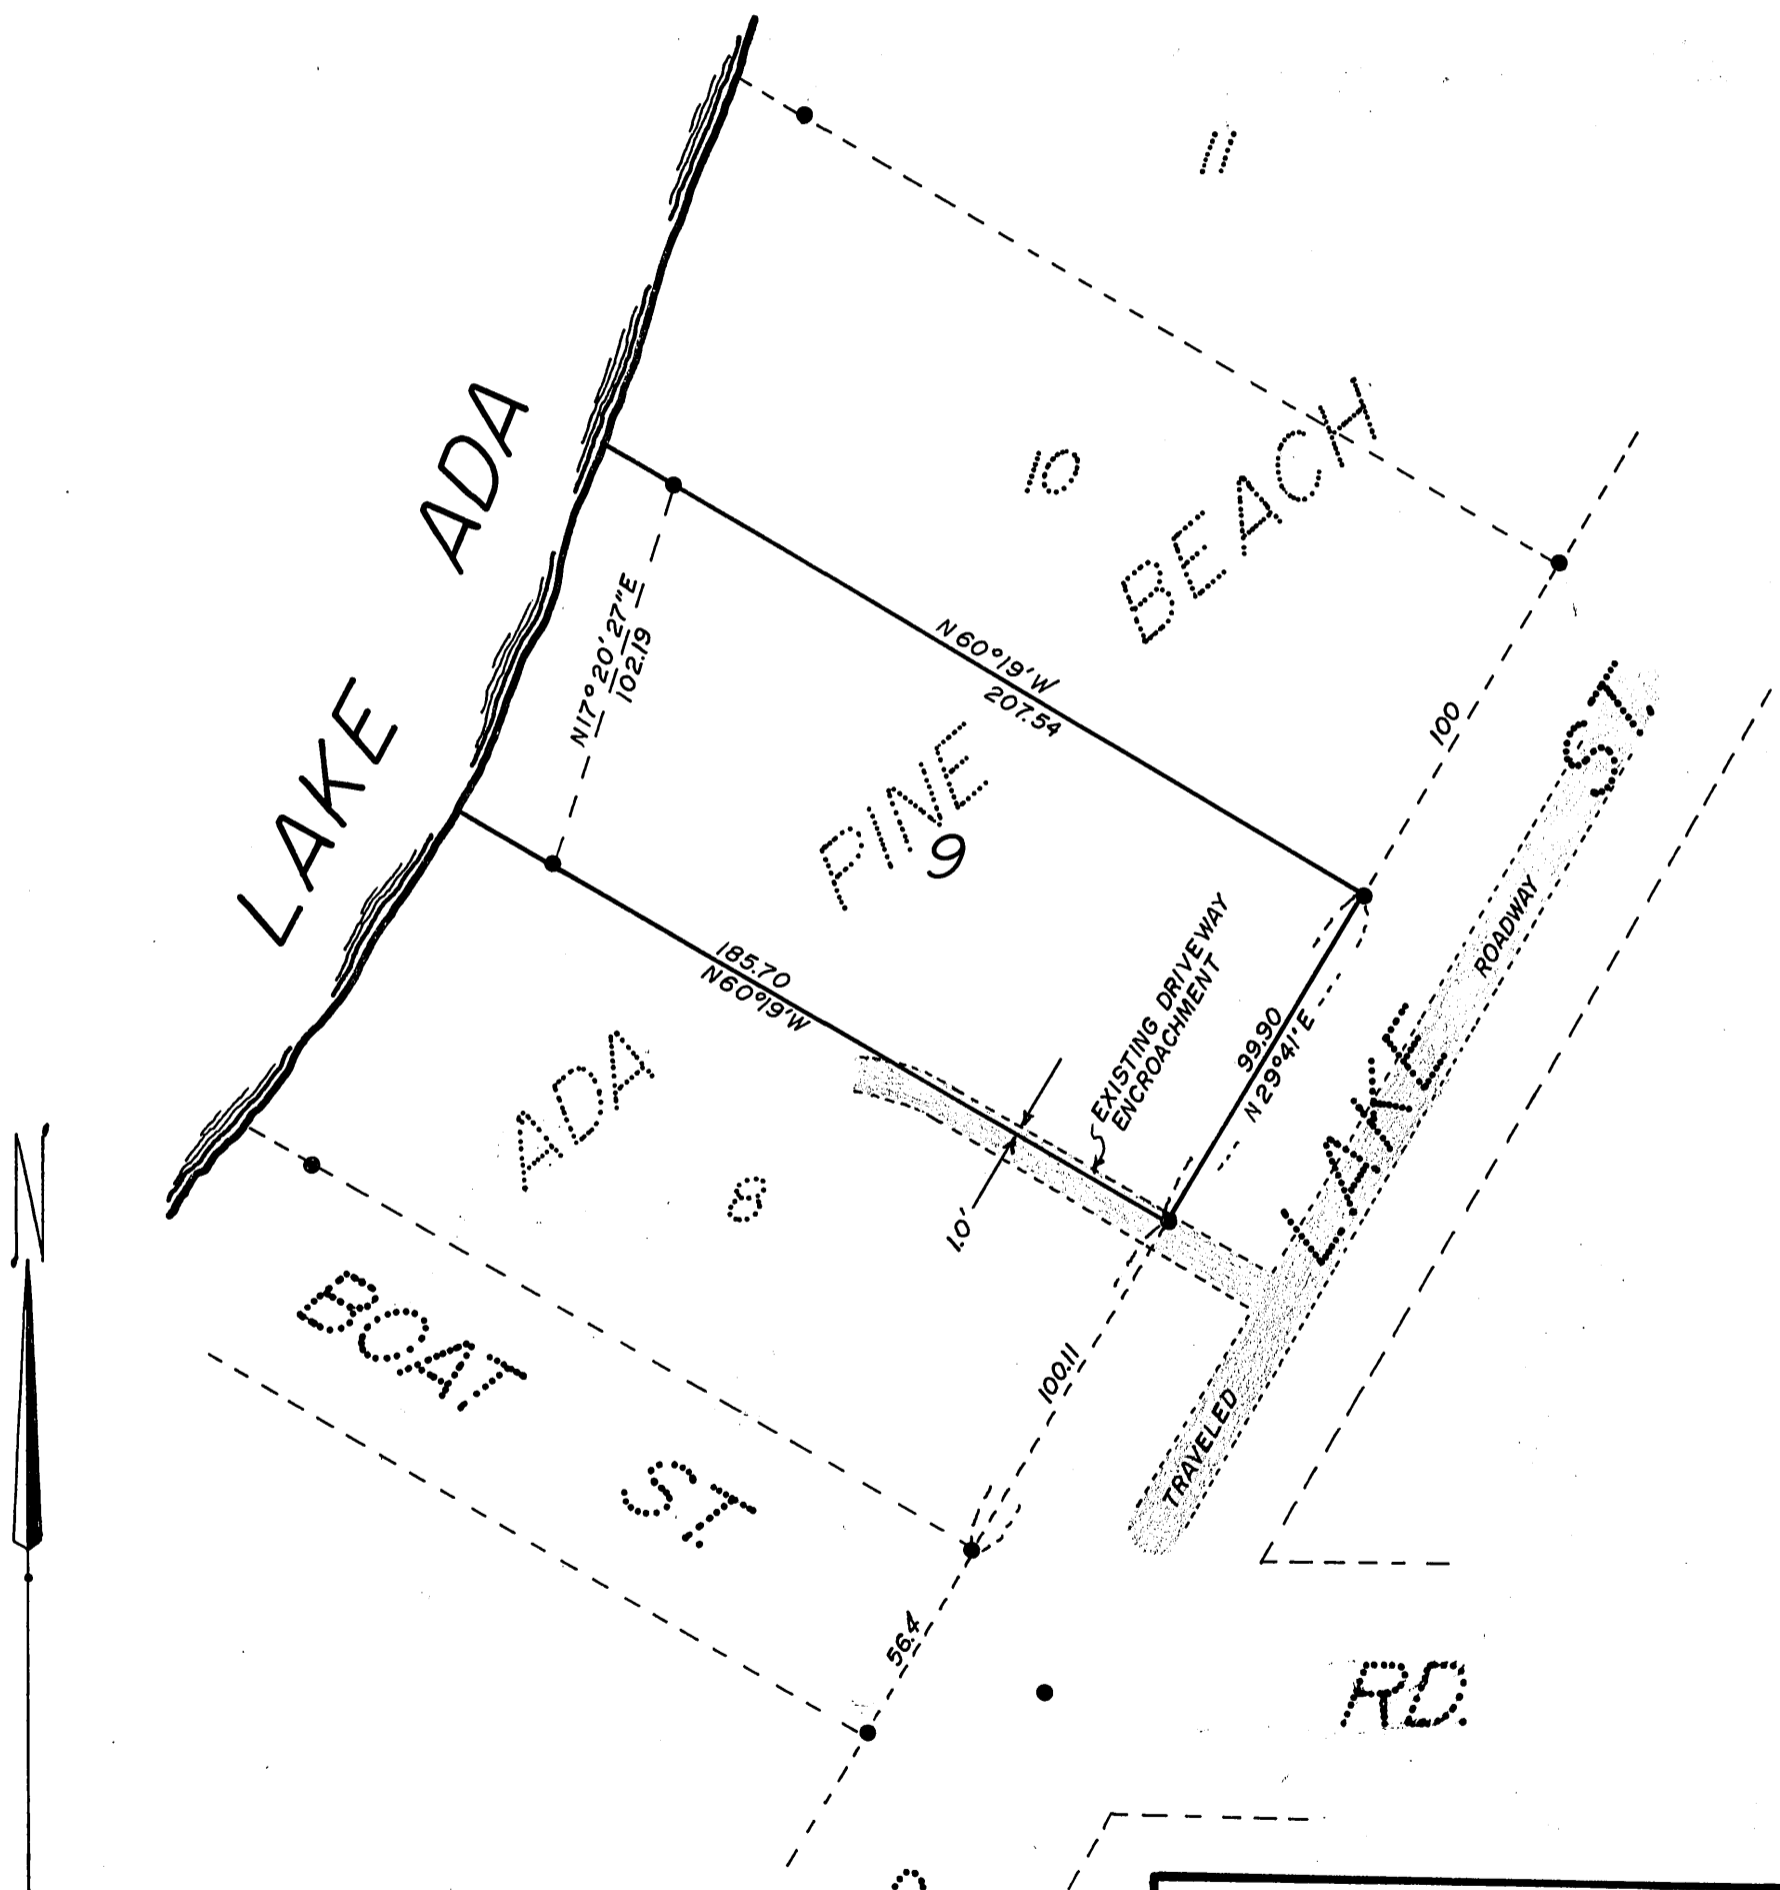 11
LAKE ADA
10
BEACH
N17°20'27"E
102.19
N60°19'W
207.54
100
ST.
PINE
9
185.70
N60°19'W
EXISTING DRIVEWAY
ENCROACHMENT
99.90
N29°41'E
ROADWAY
LAKE
ADA
8
1.0'
N
BOAT
ST.
100.11
TRAVELED
56.4
RD.